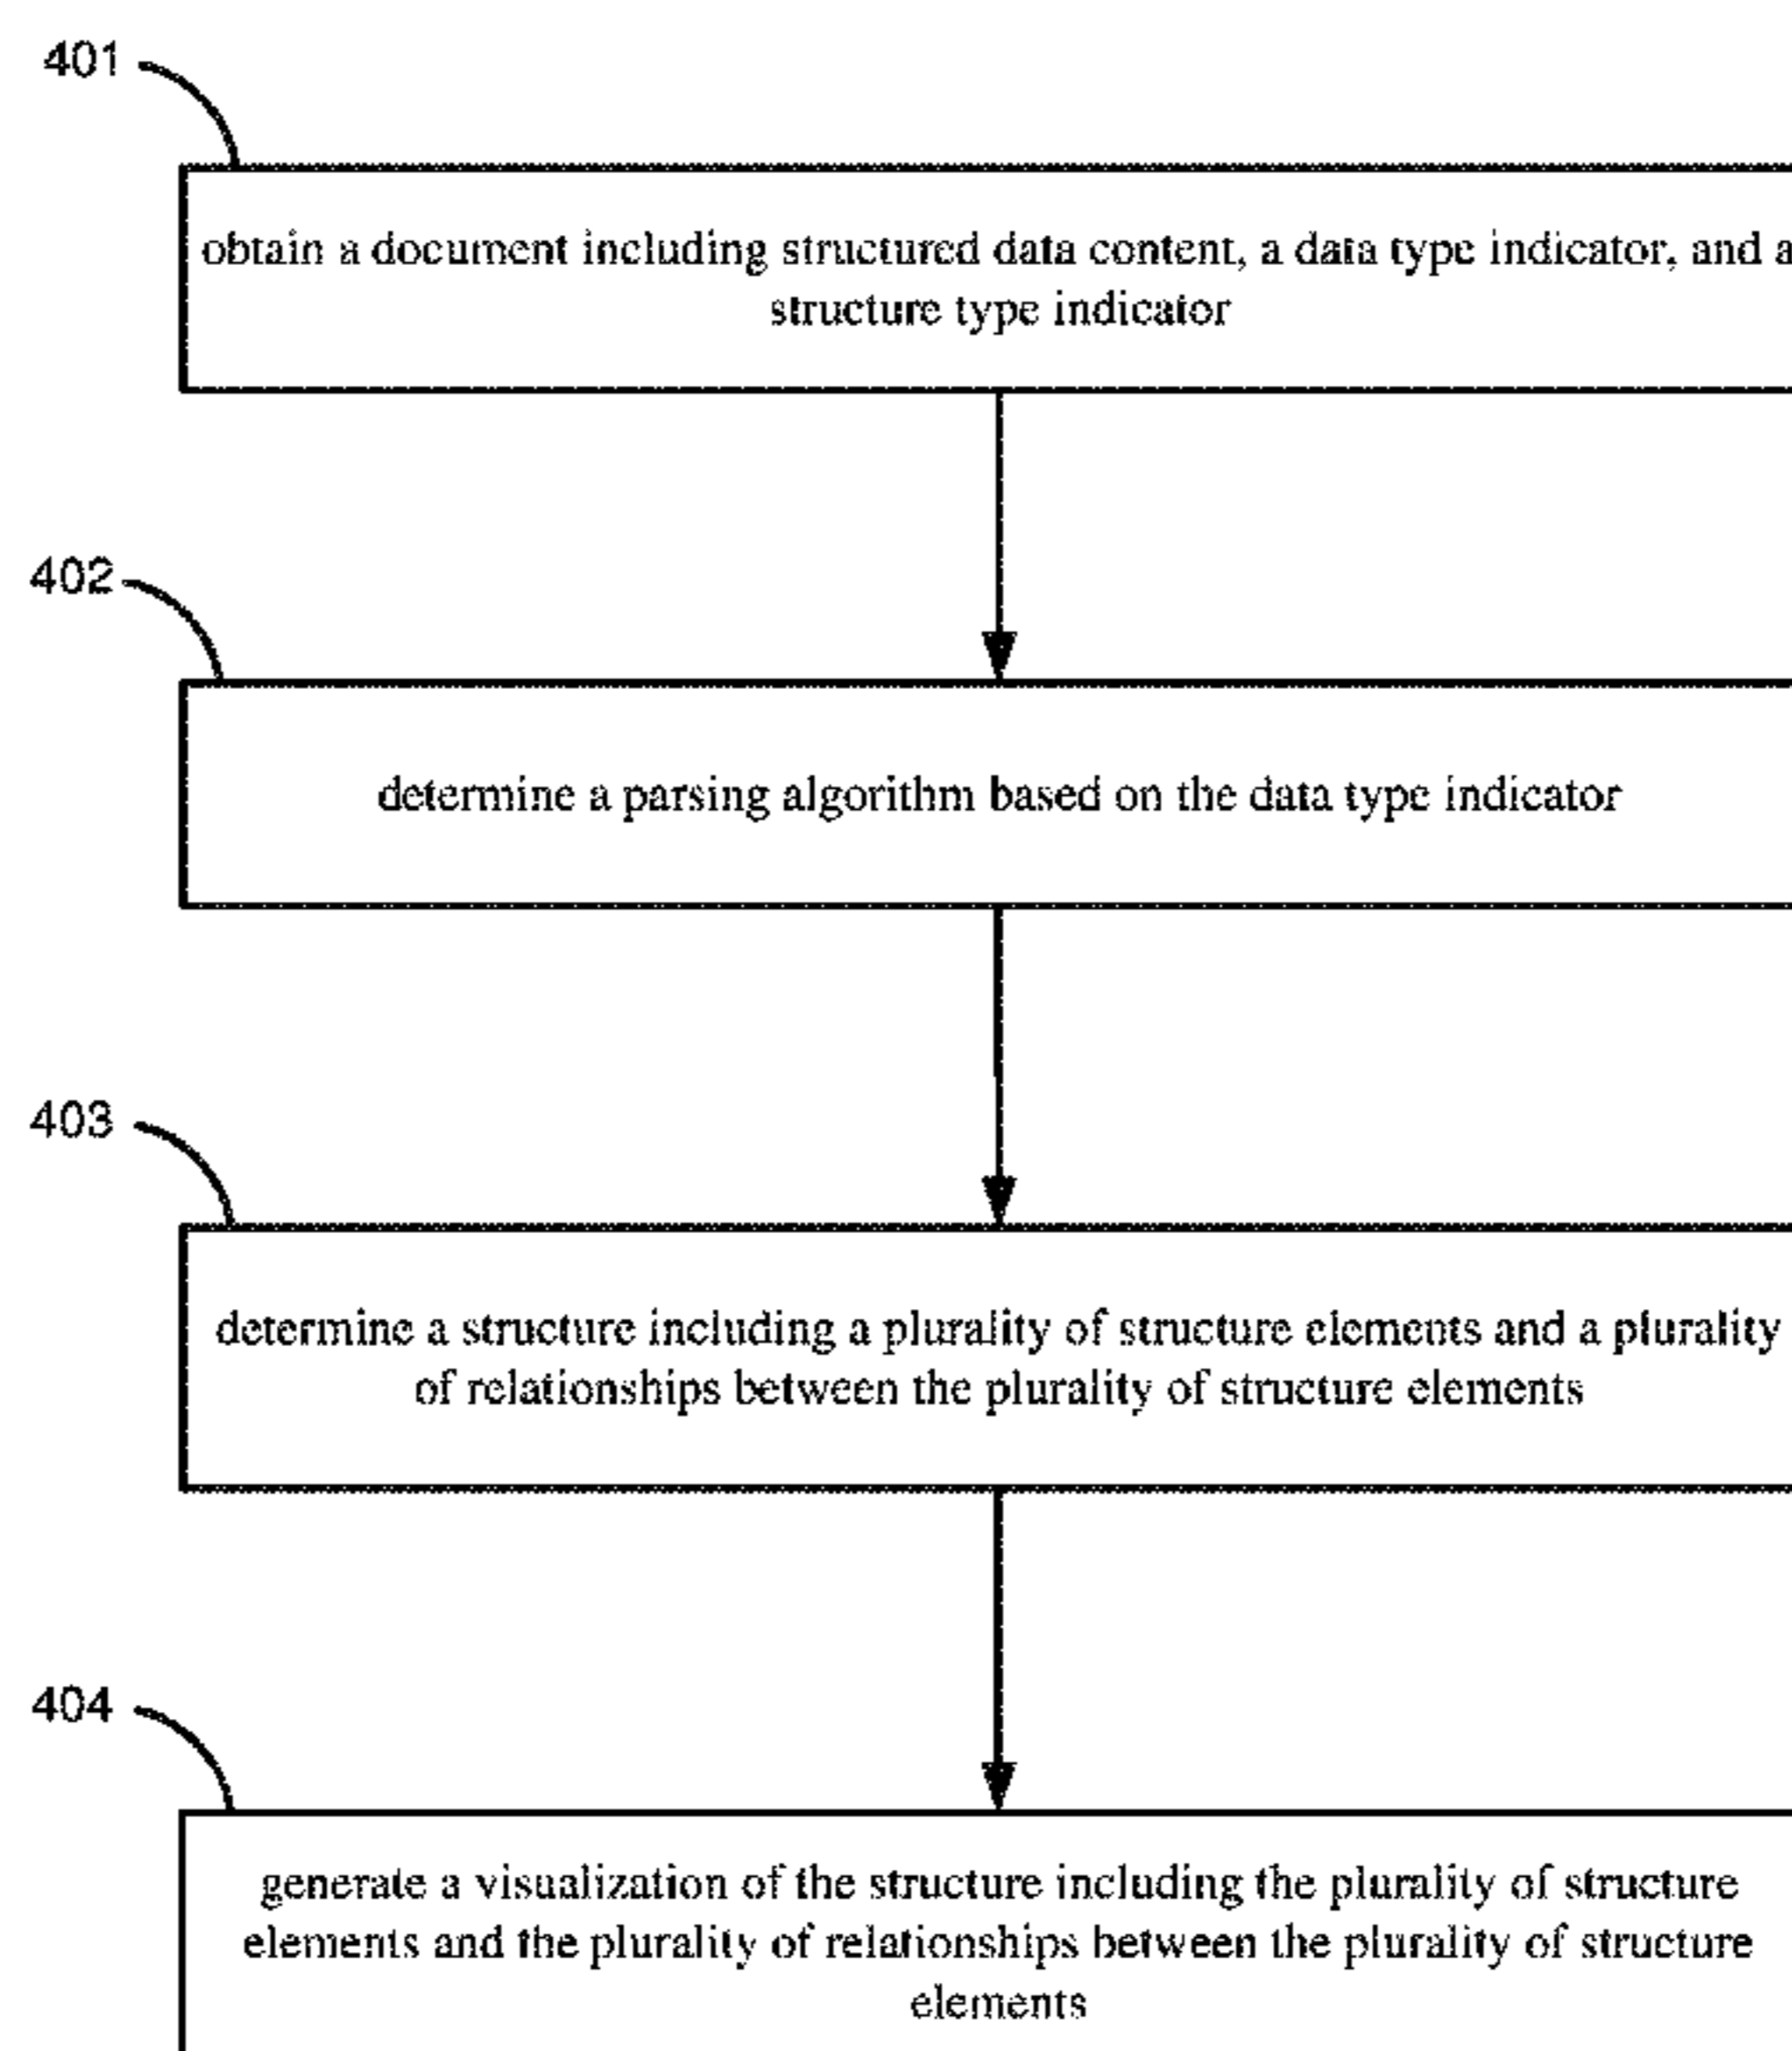 401
obtain a document including structured data content, a data type indicator, and a
structure type indicator
402
determine a parsing algorithm based on the data type indicator
403
determine a structure including a plurality of structure elements and a plurality
of relationships between the plurality of structure elements
404
generate a visualization of the structure including the plurality of structure
elements and the plurality of relationships between the plurality of structure
elements